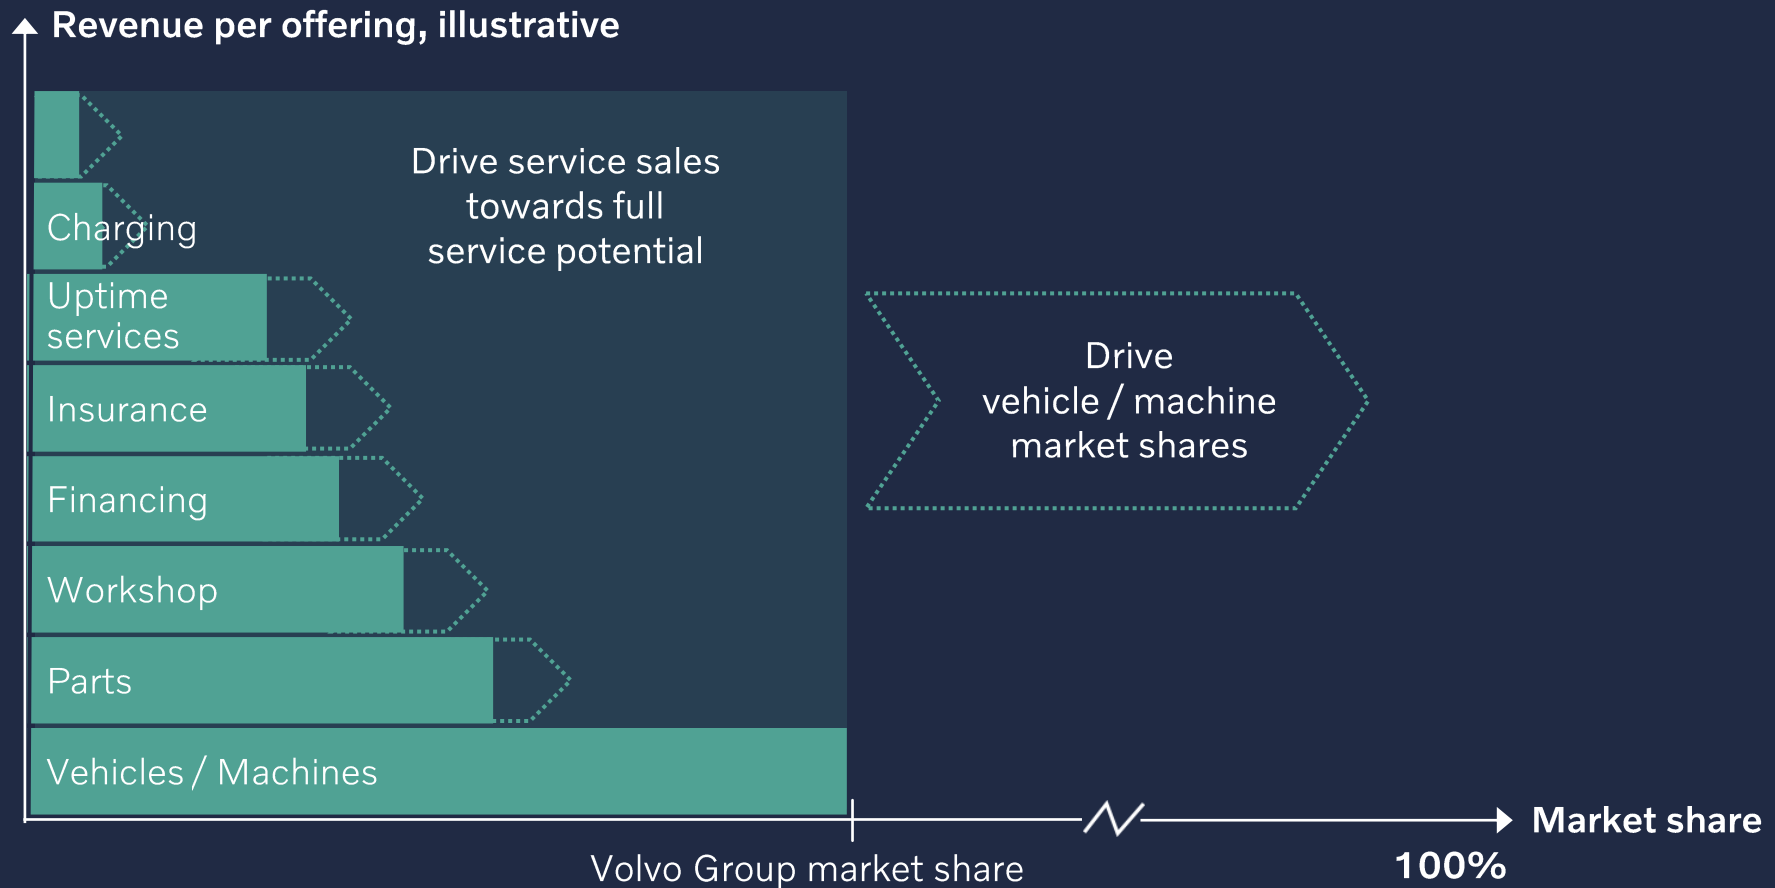 Revenue per offering, illustrative
Drive service sales
towards full
service potential
Charging
Uptime
services
Insurance
Financing
Workshop
Parts
Vehicles / Machines
Drive
vehicle / machine
market shares
Market share
Volvo Group market share
100%